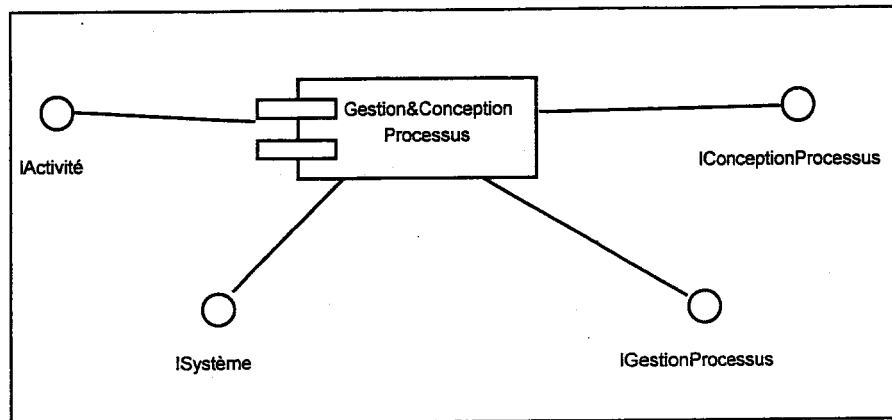 Gestion&Conception
Processus
IActivité
IConceptionProcessus
ISystème
IGestionProcessus